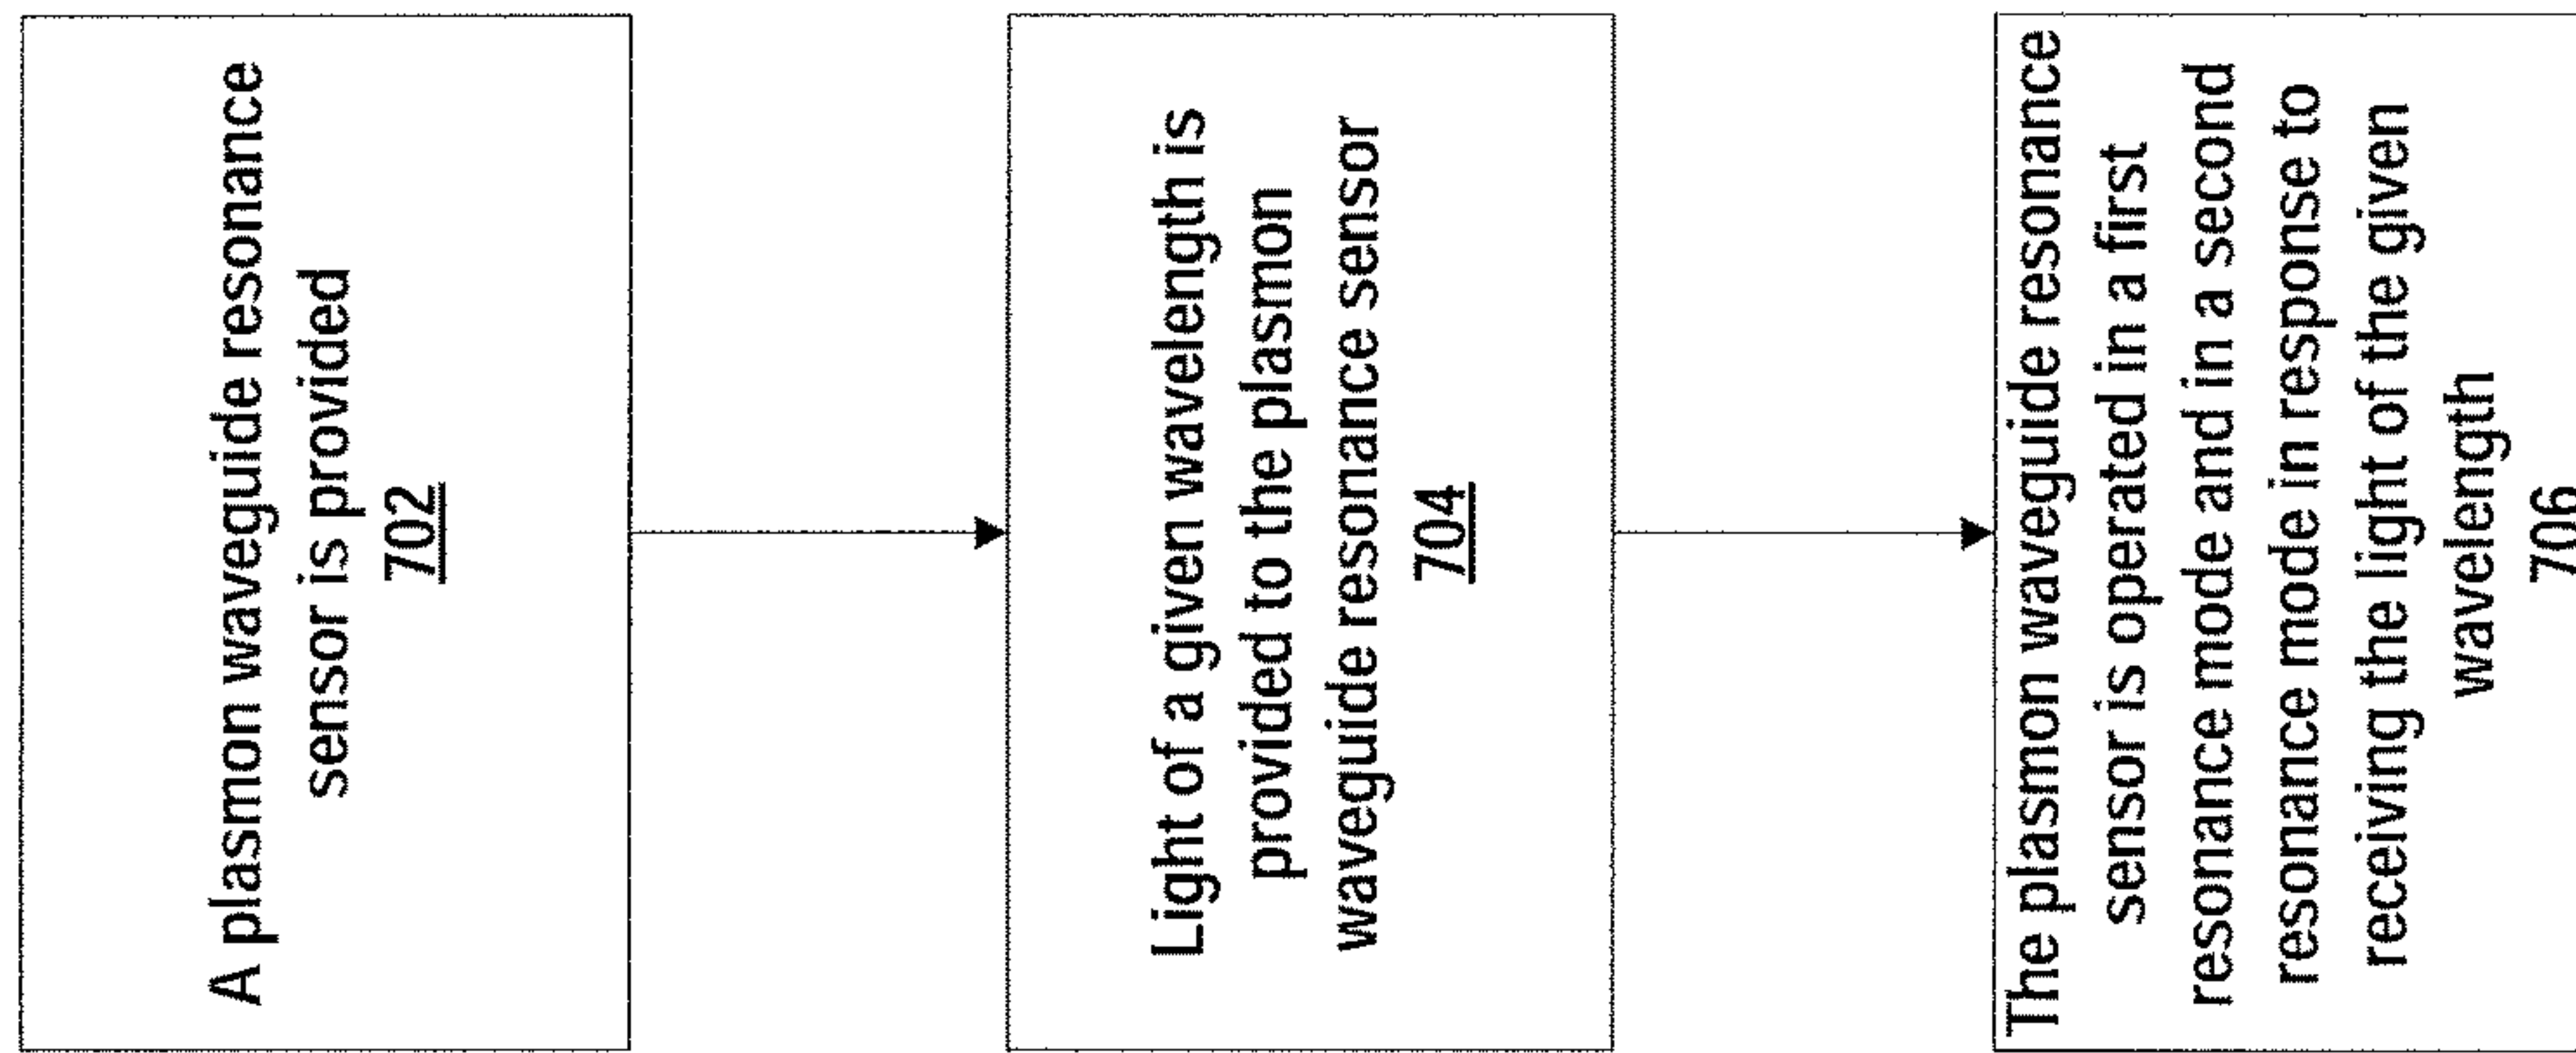 A plasmon waveguide resonance
sensor is provided
702
Light of a given wavelength is
provided to the plasmon
waveguide resonance sensor
704
The plasmon waveguide resonance
sensor is operated in a first
resonance mode and in a second
resonance mode in response to
receiving the light of the given
wavelength
706